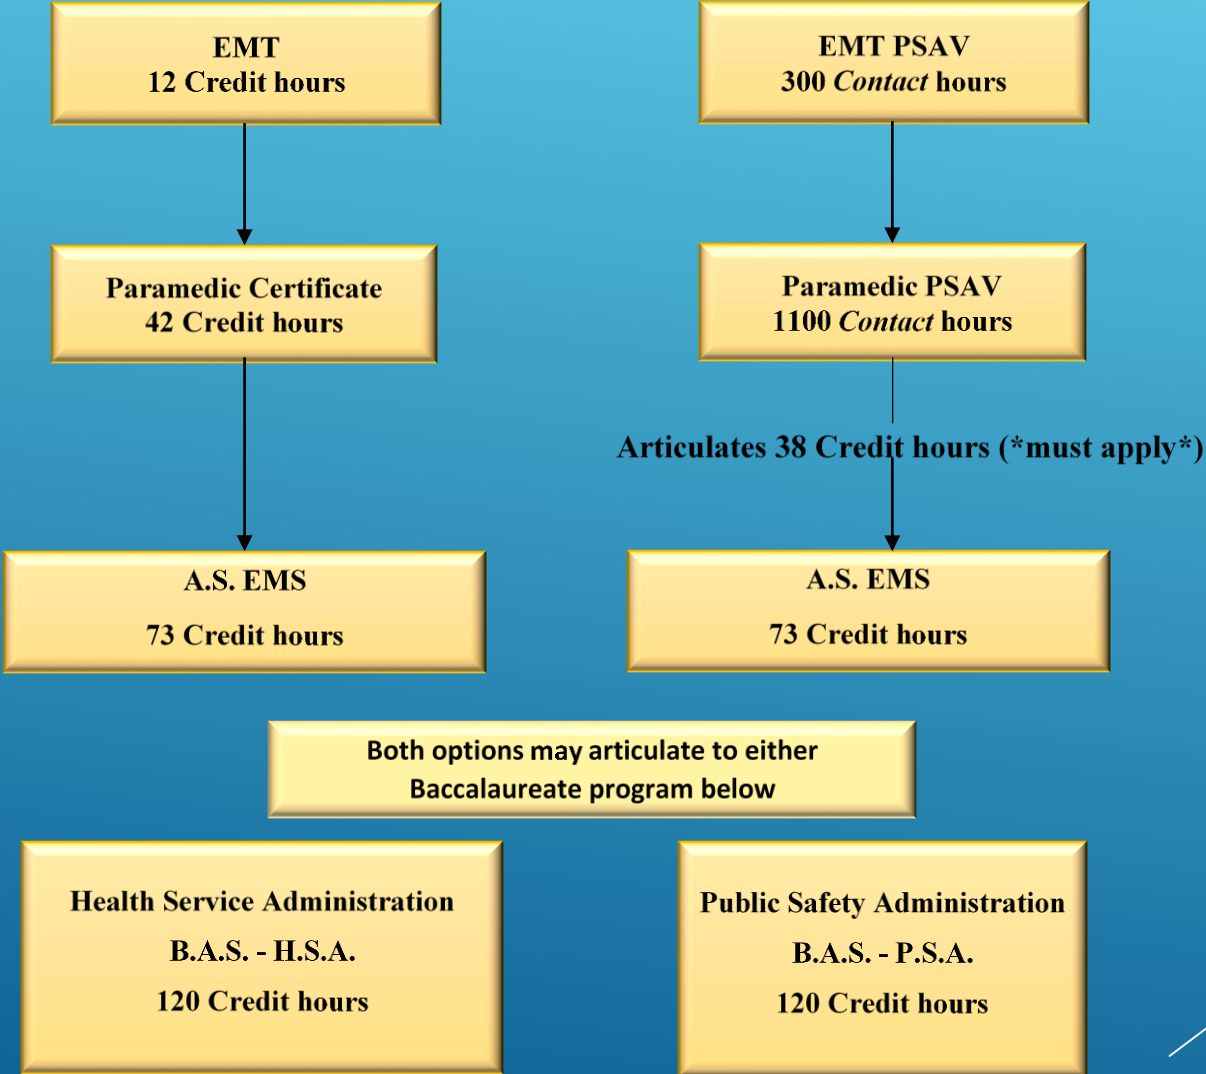 EMT
12 Credit hours
EMT PSAV
300 Contact hours
Paramedic Certificate
42 Credit hours
Paramedic PSAV
1100 Contact hours
Articulates 38 Credit hours (*must apply*)
A.S. EMS
73 Credit hours
A.S. EMS
73 Credit hours
Both options may articulate to either
Baccalaureate program below
Health Service Administration
B.A.S. - H.S.A.
120 Credit hours
Public Safety Administration
B.A.S. - P.S.A.
120 Credit hours